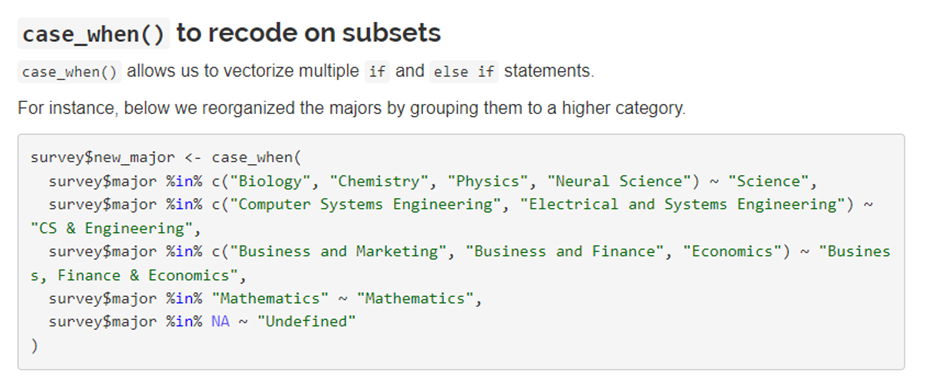 case_when() to recode on subsets
case_when() allows us to vectorize multiple if and else if statements.
For instance, below we reorganized the majors by grouping them to a higher category.
survey$new_major <- case_when(
  survey$major %in% c("Biology", "Chemistry", "Physics", "Neural Science") ~ "Science",
  survey$major %in% c("Computer Systems Engineering", "Electrical and Systems Engineering") ~
"CS & Engineering",
  survey$major %in% c("Business and Marketing", "Business and Finance", "Economics") ~ "Busines
s, Finance & Economics",
  survey$major %in% "Mathematics" ~ "Mathematics",
  survey$major %in% NA ~ "Undefined"
)